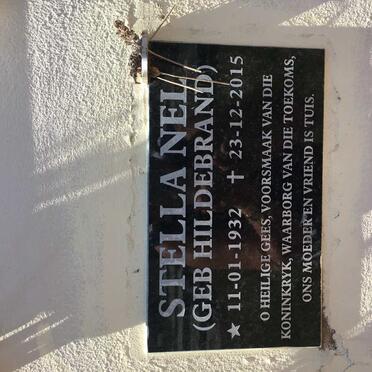 STELLA NEL
(GEB HILDEBRAND)
★ 11-01-1932 ✝ 23-12-2015
O HEILIGE GEES, VOORSMAAK VAN DIE
KONINKRYK, WAARBORG VAN DIE TOEKOMS,
ONS MOEDER EN VRIEND IS TUIS.